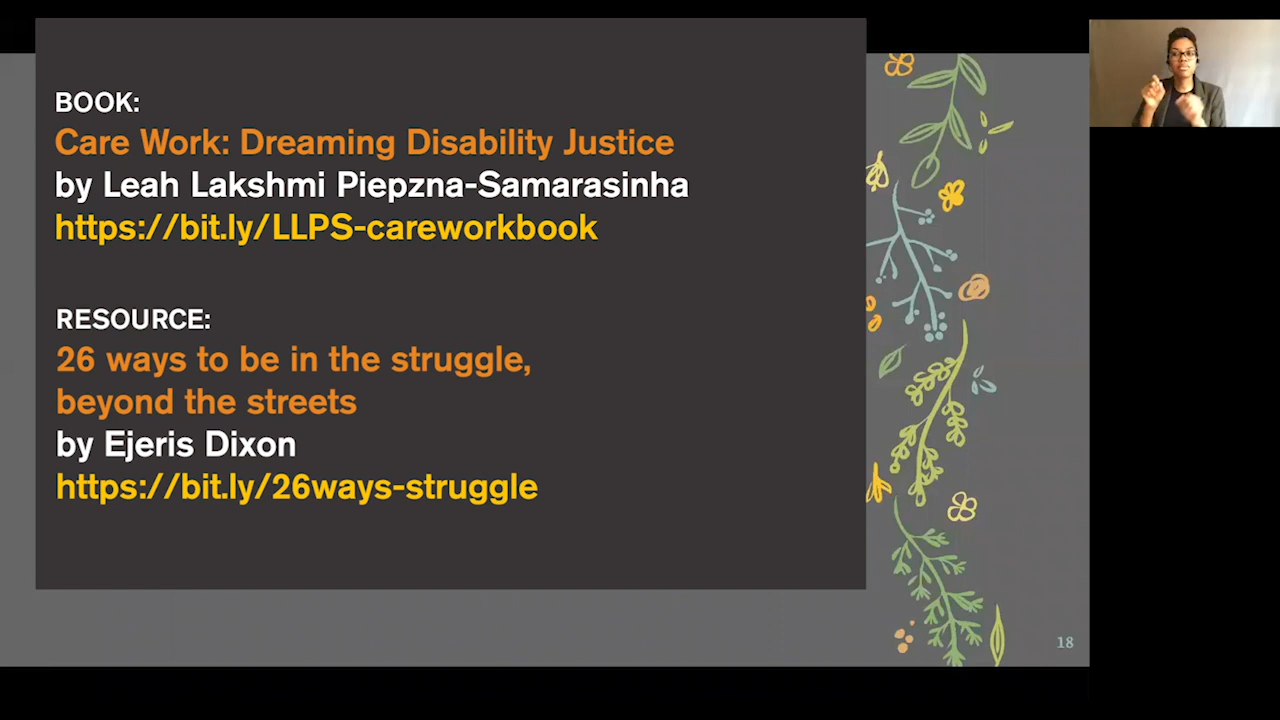 BOOK:
Care Work: Dreaming Disability Justice
by Leah Lakshmi Piepzna-Samarasinha
https://bit.ly/LLPS-careworkbook
RESOURCE:
26 ways to be in the struggle,
beyond the streets
by Ejeris Dixon
https://bit.ly/26ways-struggle
18